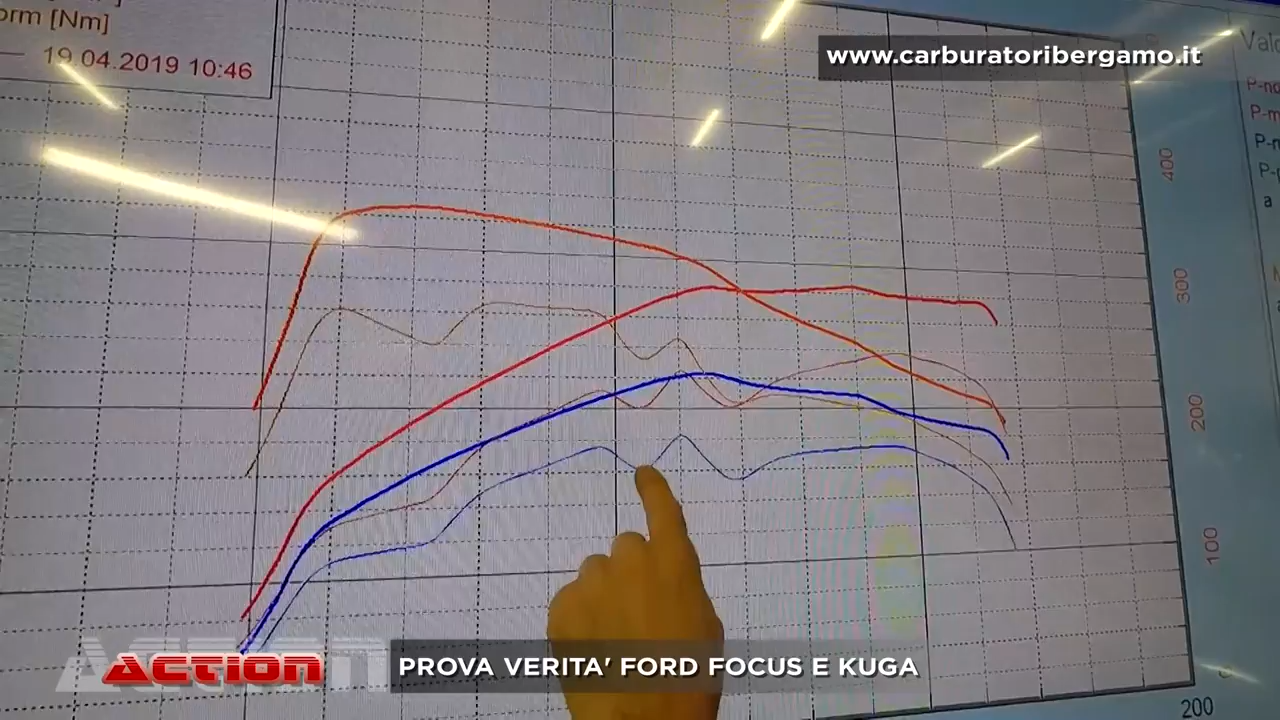 orm [Nm]
19.04.2019 10:46
www.carburatoribergamo.it
400
300
200
100
200
ACTION
PROVA VERITA' FORD FOCUS E KUGA